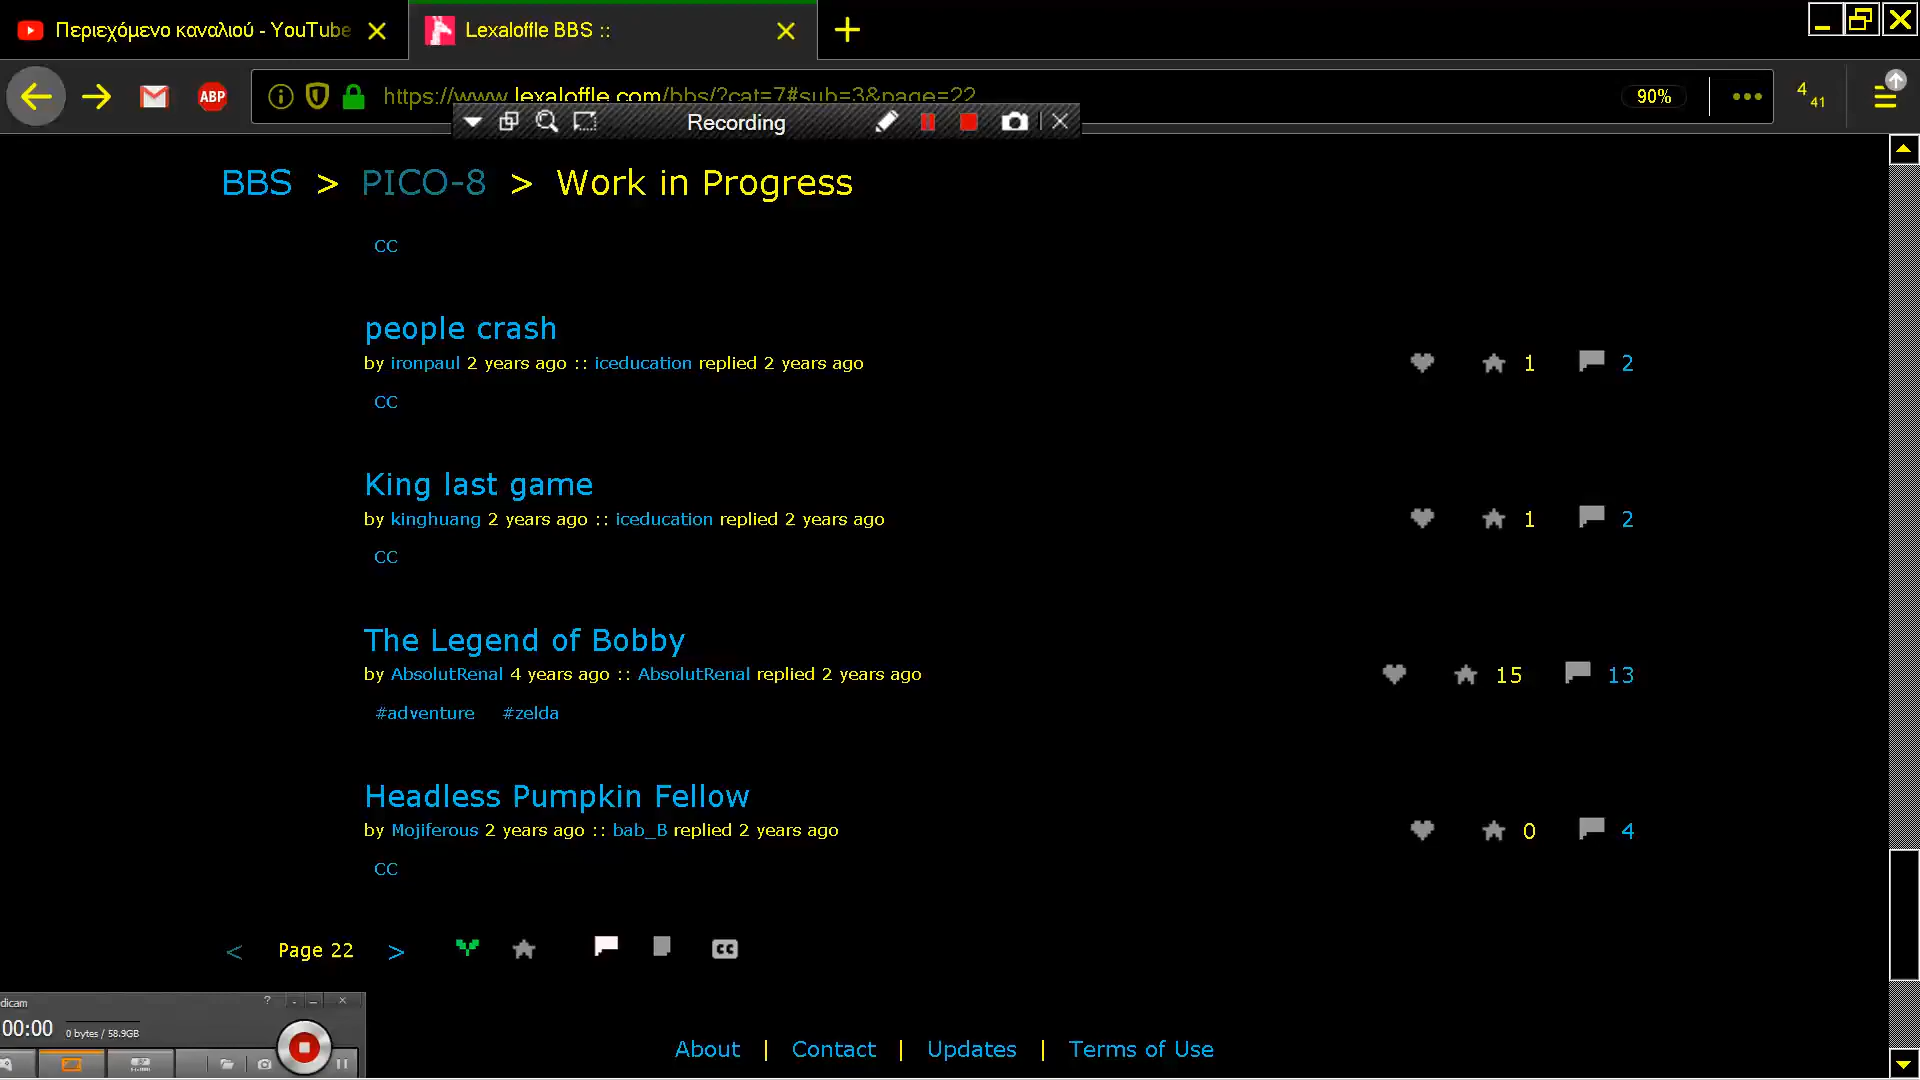 Περιεχόμενο καναλιού - YouTube
Lexaloffle BBS ::
ABP
https://www.lexaloffle.com/bbs/?cat=7#sub=3&page=22
90%
4
41
Recording
BBS > PICO-8 > Work in Progress
CC
people crash
by ironpaul 2 years ago :: iceducation replied 2 years ago
1 2
CC
King last game
by kinghuang 2 years ago :: iceducation replied 2 years ago
1 2
CC
The Legend of Bobby
by AbsolutRenal 4 years ago :: AbsolutRenal replied 2 years ago
15 13
#adventure #zelda
Headless Pumpkin Fellow
by Mojiferous 2 years ago :: bab_B replied 2 years ago
0 4
CC
< Page 22 >
cc
dicam
00:00
0 bytes / 58.9GB
About | Contact | Updates | Terms of Use